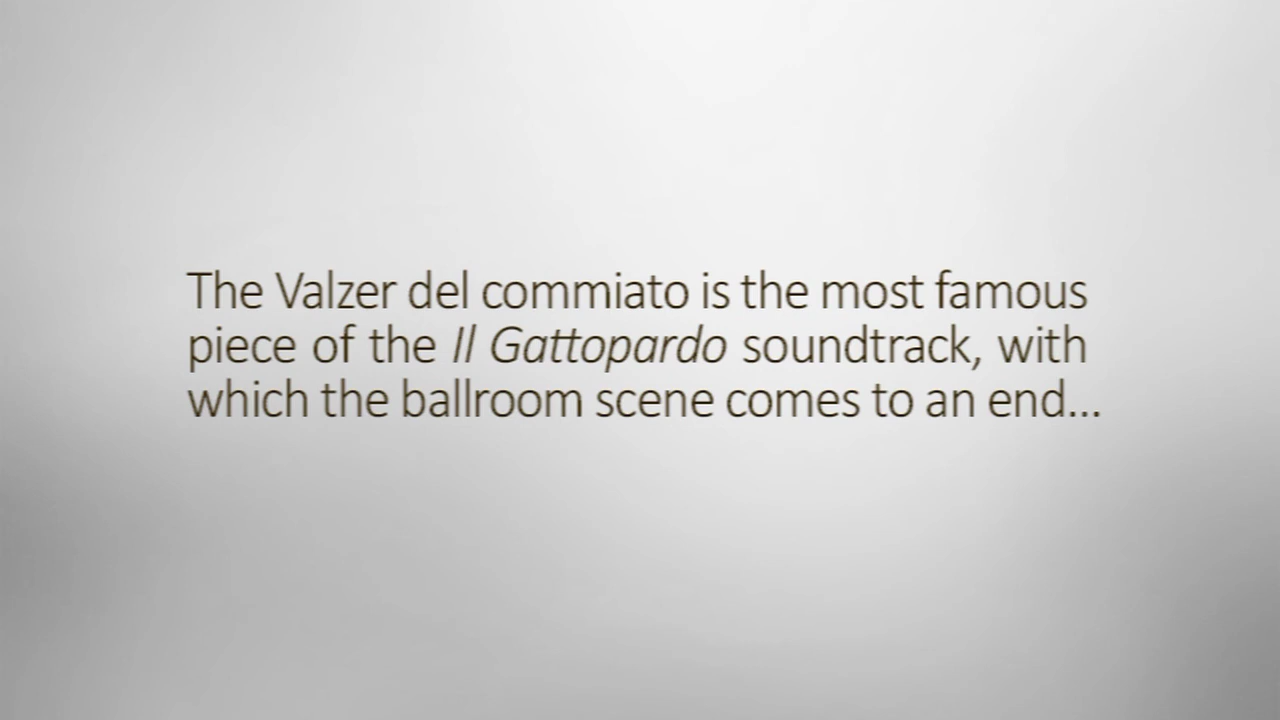 The Valzer del commiato is the most famous
piece of the Il Gattopardo soundtrack, with
which the ballroom scene comes to an end...